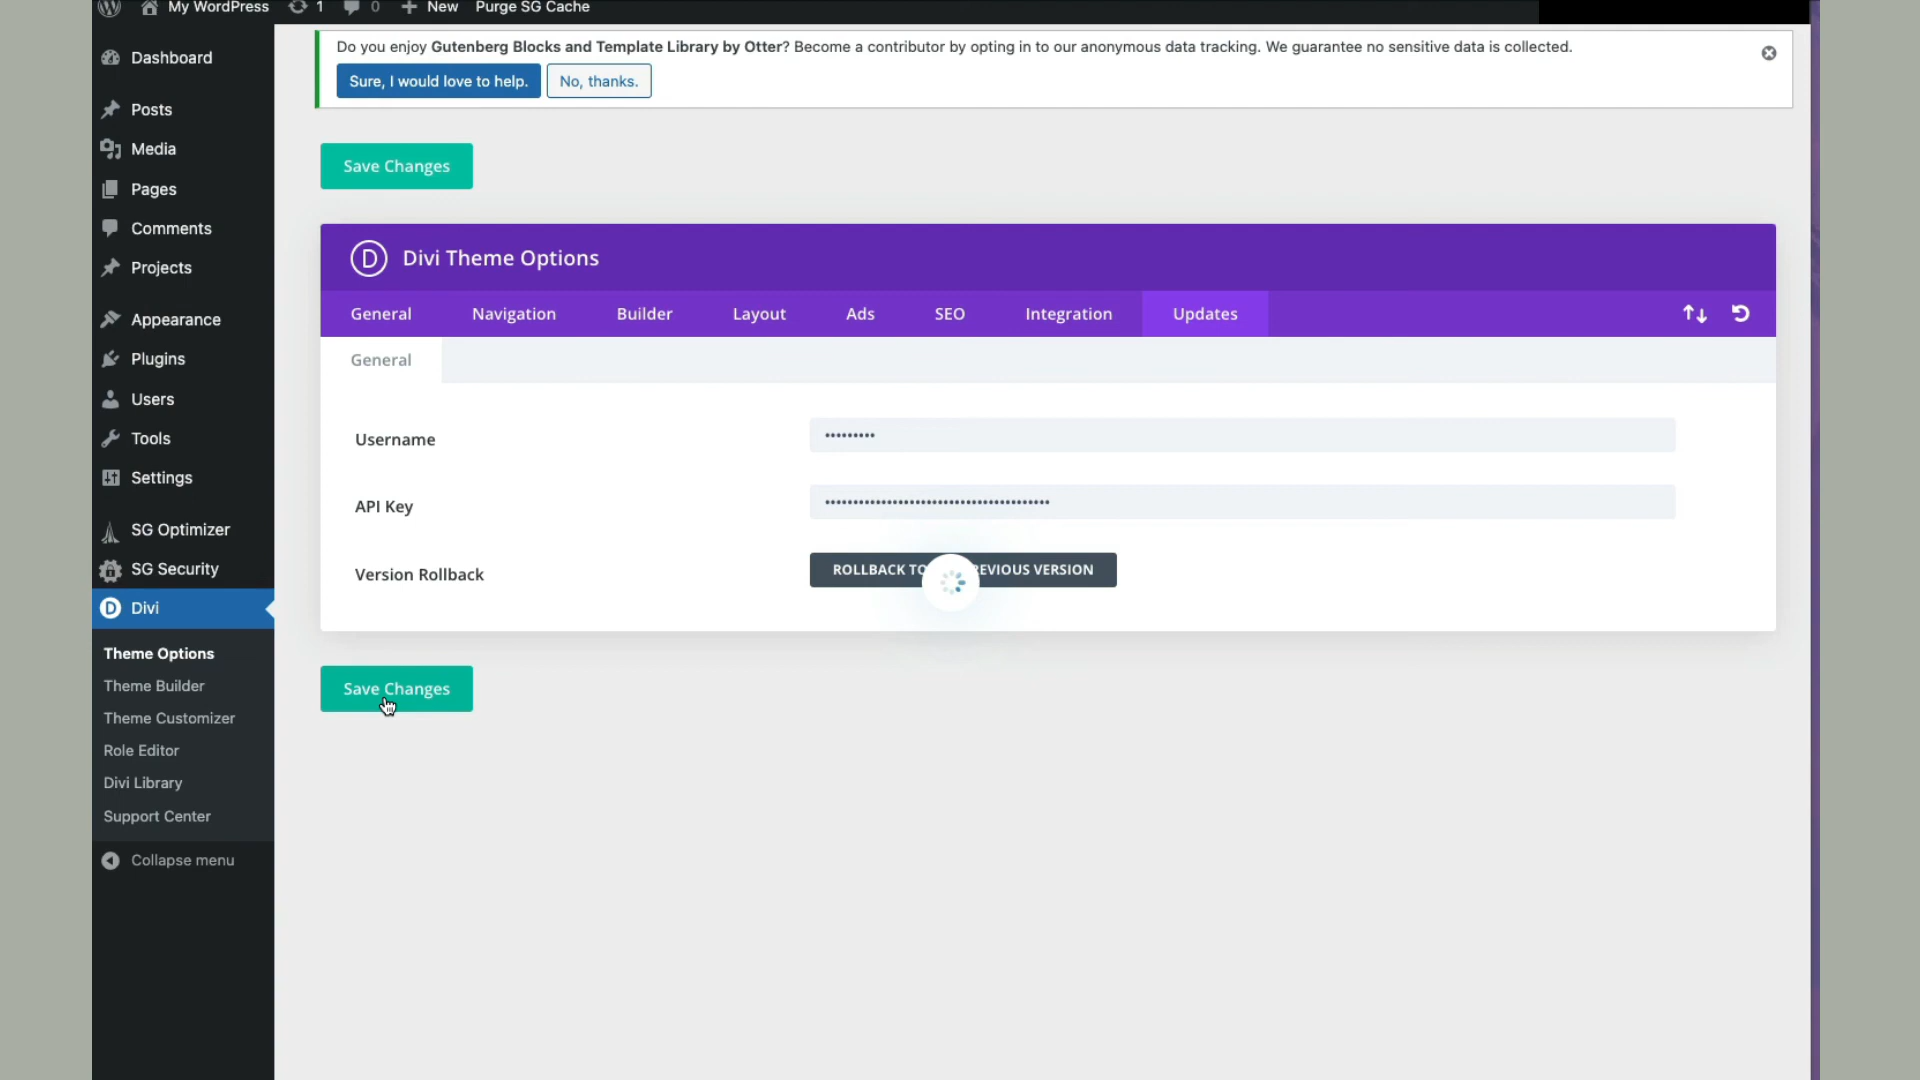 My WordPress 1 0 New Purge SG Cache
Dashboard
Posts
Media
Pages
Comments
Projects
Appearance
Plugins
Users
Tools
Settings
SG Optimizer
SG Security
Divi
Theme Options
Theme Builder
Theme Customizer
Role Editor
Divi Library
Support Center
Collapse menu
Do you enjoy Gutenberg Blocks and Template Library by Otter? Become a contributor by opting in to our anonymous data tracking. We guarantee no sensitive data is collected.
Sure, I would love to help. No, thanks.
Save Changes
D Divi Theme Options
General Navigation Builder Layout Ads SEO Integration Updates
General
Username •••••••••
API Key ••••••••••••••••••••••••••••••••••••••••
Version Rollback ROLLBACK TO EVIOUS VERSION
Save Changes